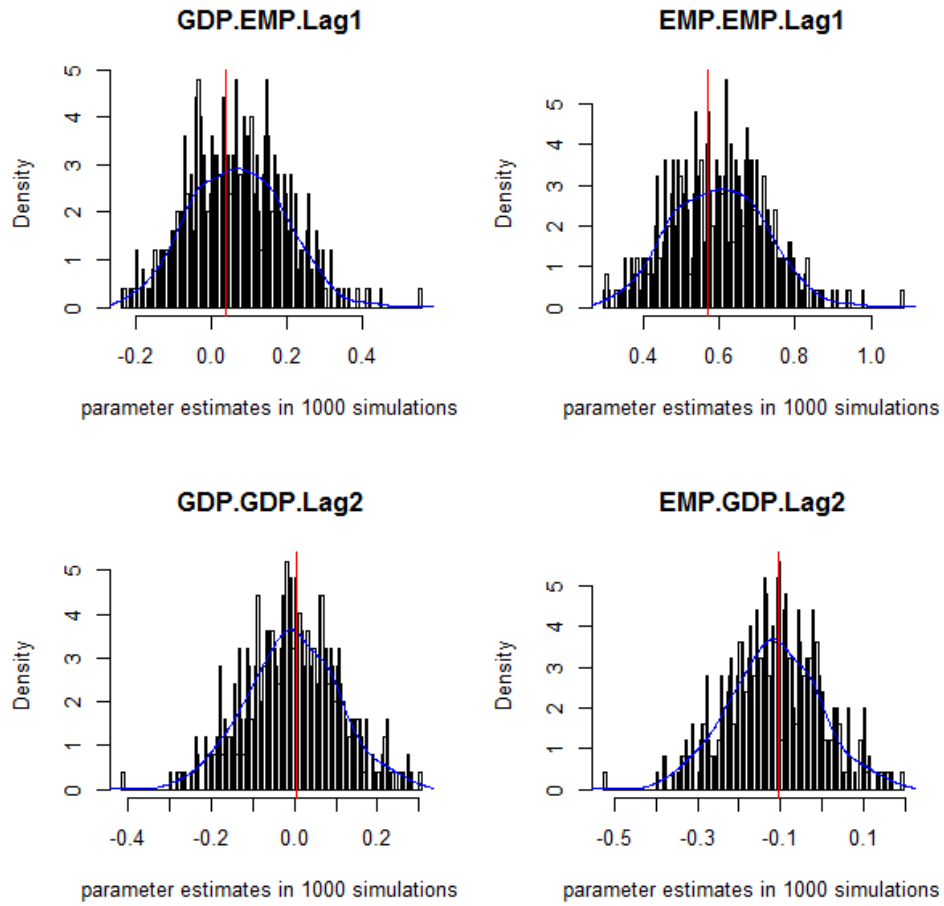 GDP.EMP.Lag1
Density
0 1 2 3 4 5
-0.2 0.0 0.2 0.4
parameter estimates in 1000 simulations
EMP.EMP.Lag1
Density
0 1 2 3 4 5
0.4 0.6 0.8 1.0
parameter estimates in 1000 simulations
GDP.GDP.Lag2
Density
0 1 2 3 4 5
-0.4 -0.2 0.0 0.2
parameter estimates in 1000 simulations
EMP.GDP.Lag2
Density
0 1 2 3 4 5
-0.5 -0.3 -0.1 0.1
parameter estimates in 1000 simulations